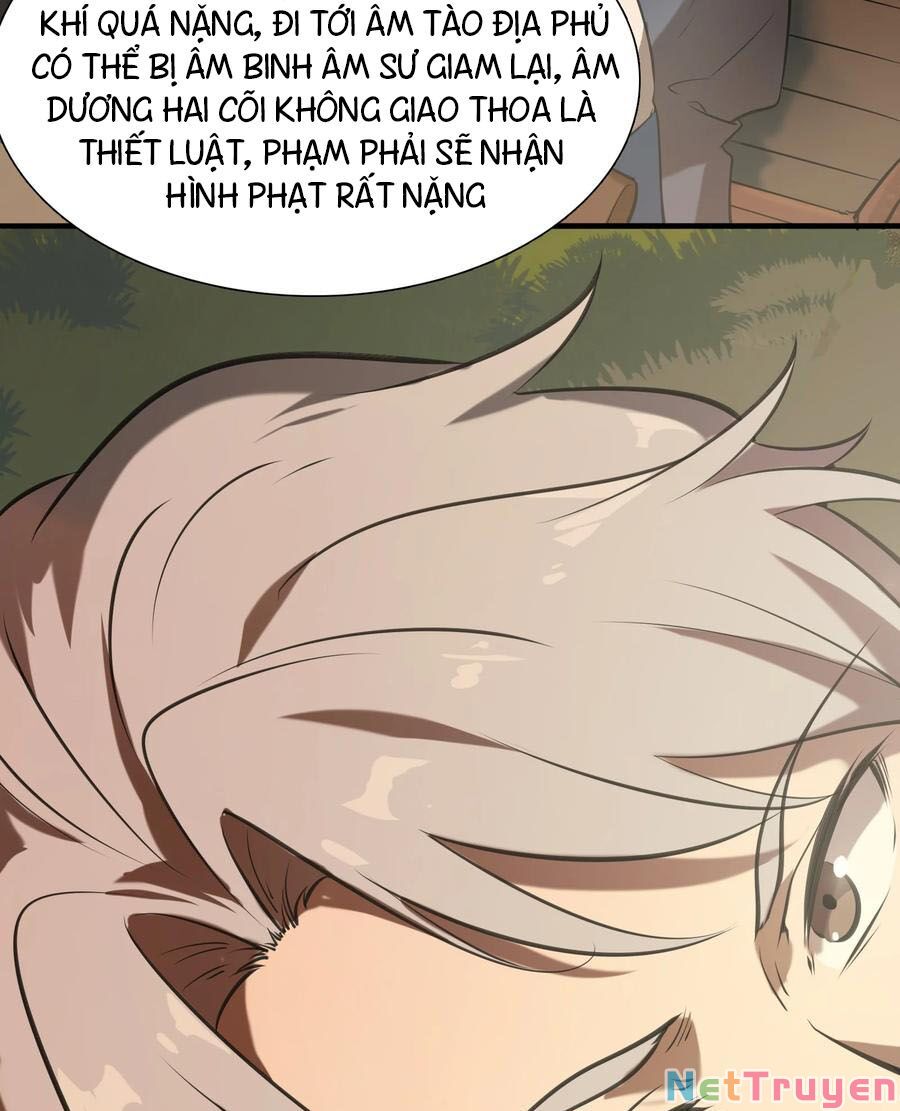 KHÍ QUÁ NẶNG, ĐI TỚI ÂM TÀO ĐỊA PHỦ
CÓ THỂ BỊ ÂM BINH ÂM SƯ GIAM LẠI, ÂM
DƯƠNG HAI CÕI KHÔNG GIAO THOA LÀ
THIẾT LUẬT, PHẠM PHẢI SẼ NHẬN
HÌNH PHẠT RẤT NẶNG
NetTruyen